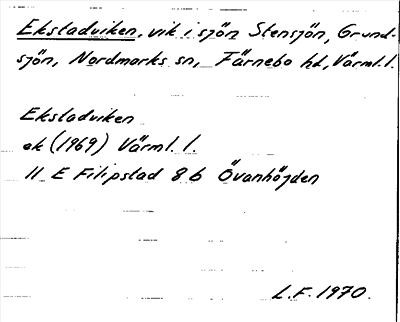 Ekstadviken, vik i sjön Stensjön, Grund-
sjön, Nordmarks sn, Färnebo hd, Värml. l.
Ekstadviken
ek (1969) Värml. l.
11 E Filipstad 8 b Övanhöjden
L.F. 1970.